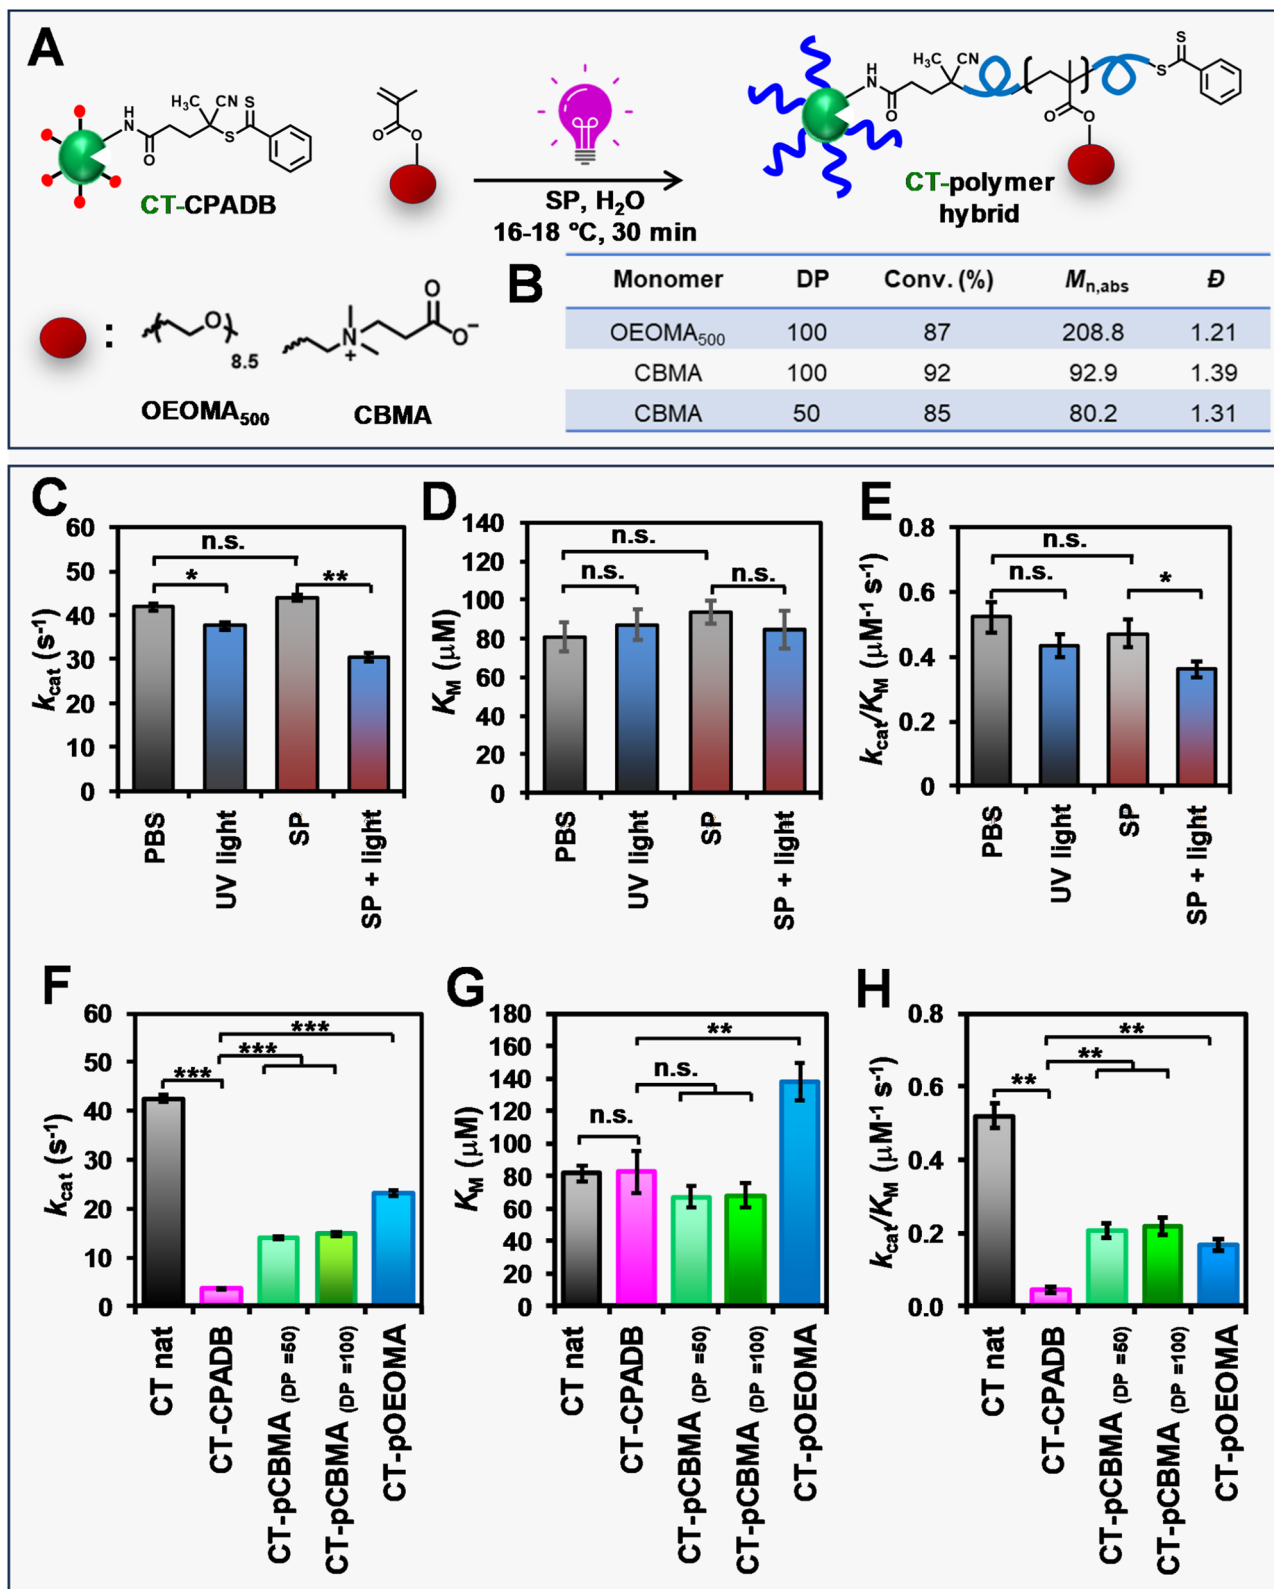 A
H₃C CN S
H
N
O
S
CT-CPADB
O
O
SP, H₂O
16-18 °C, 30 min
H
N
O
H₃C CN
S
S
O
O
CT-polymer
hybrid
:
O
8.5
OEOMA₅₀₀
N
+
O
O⁻
CBMA
B
Monomer DP Conv. (%) Mn,abs Đ
OEOMA₅₀₀ 100 87 208.8 1.21
CBMA 100 92 92.9 1.39
CBMA 50 85 80.2 1.31
C
kcat (s⁻¹)
60
50
40
30
20
10
0
n.s.
* **
PBS
UV light
SP
SP + light
D
KM (µM)
140
120
100
80
60
40
20
0
n.s.
n.s. n.s.
PBS
UV light
SP
SP + light
E
kcat/KM (µM⁻¹ s⁻¹)
0.8
0.6
0.4
0.2
0
n.s.
n.s. *
PBS
UV light
SP
SP + light
F
kcat (s⁻¹)
60
50
40
30
20
10
0
***
***
***
CT nat
CT-CPADB
CT-pCBMA (DP =50)
CT-pCBMA (DP =100)
CT-pOEOMA
G
KM (µM)
180
160
140
120
100
80
60
40
20
0
**
n.s.
n.s.
CT nat
CT-CPADB
CT-pCBMA (DP =50)
CT-pCBMA (DP =100)
CT-pOEOMA
H
kcat/KM (µM⁻¹ s⁻¹)
0.8
0.6
0.4
0.2
0.0
**
**
**
CT nat
CT-CPADB
CT-pCBMA (DP =50)
CT-pCBMA (DP =100)
CT-pOEOMA